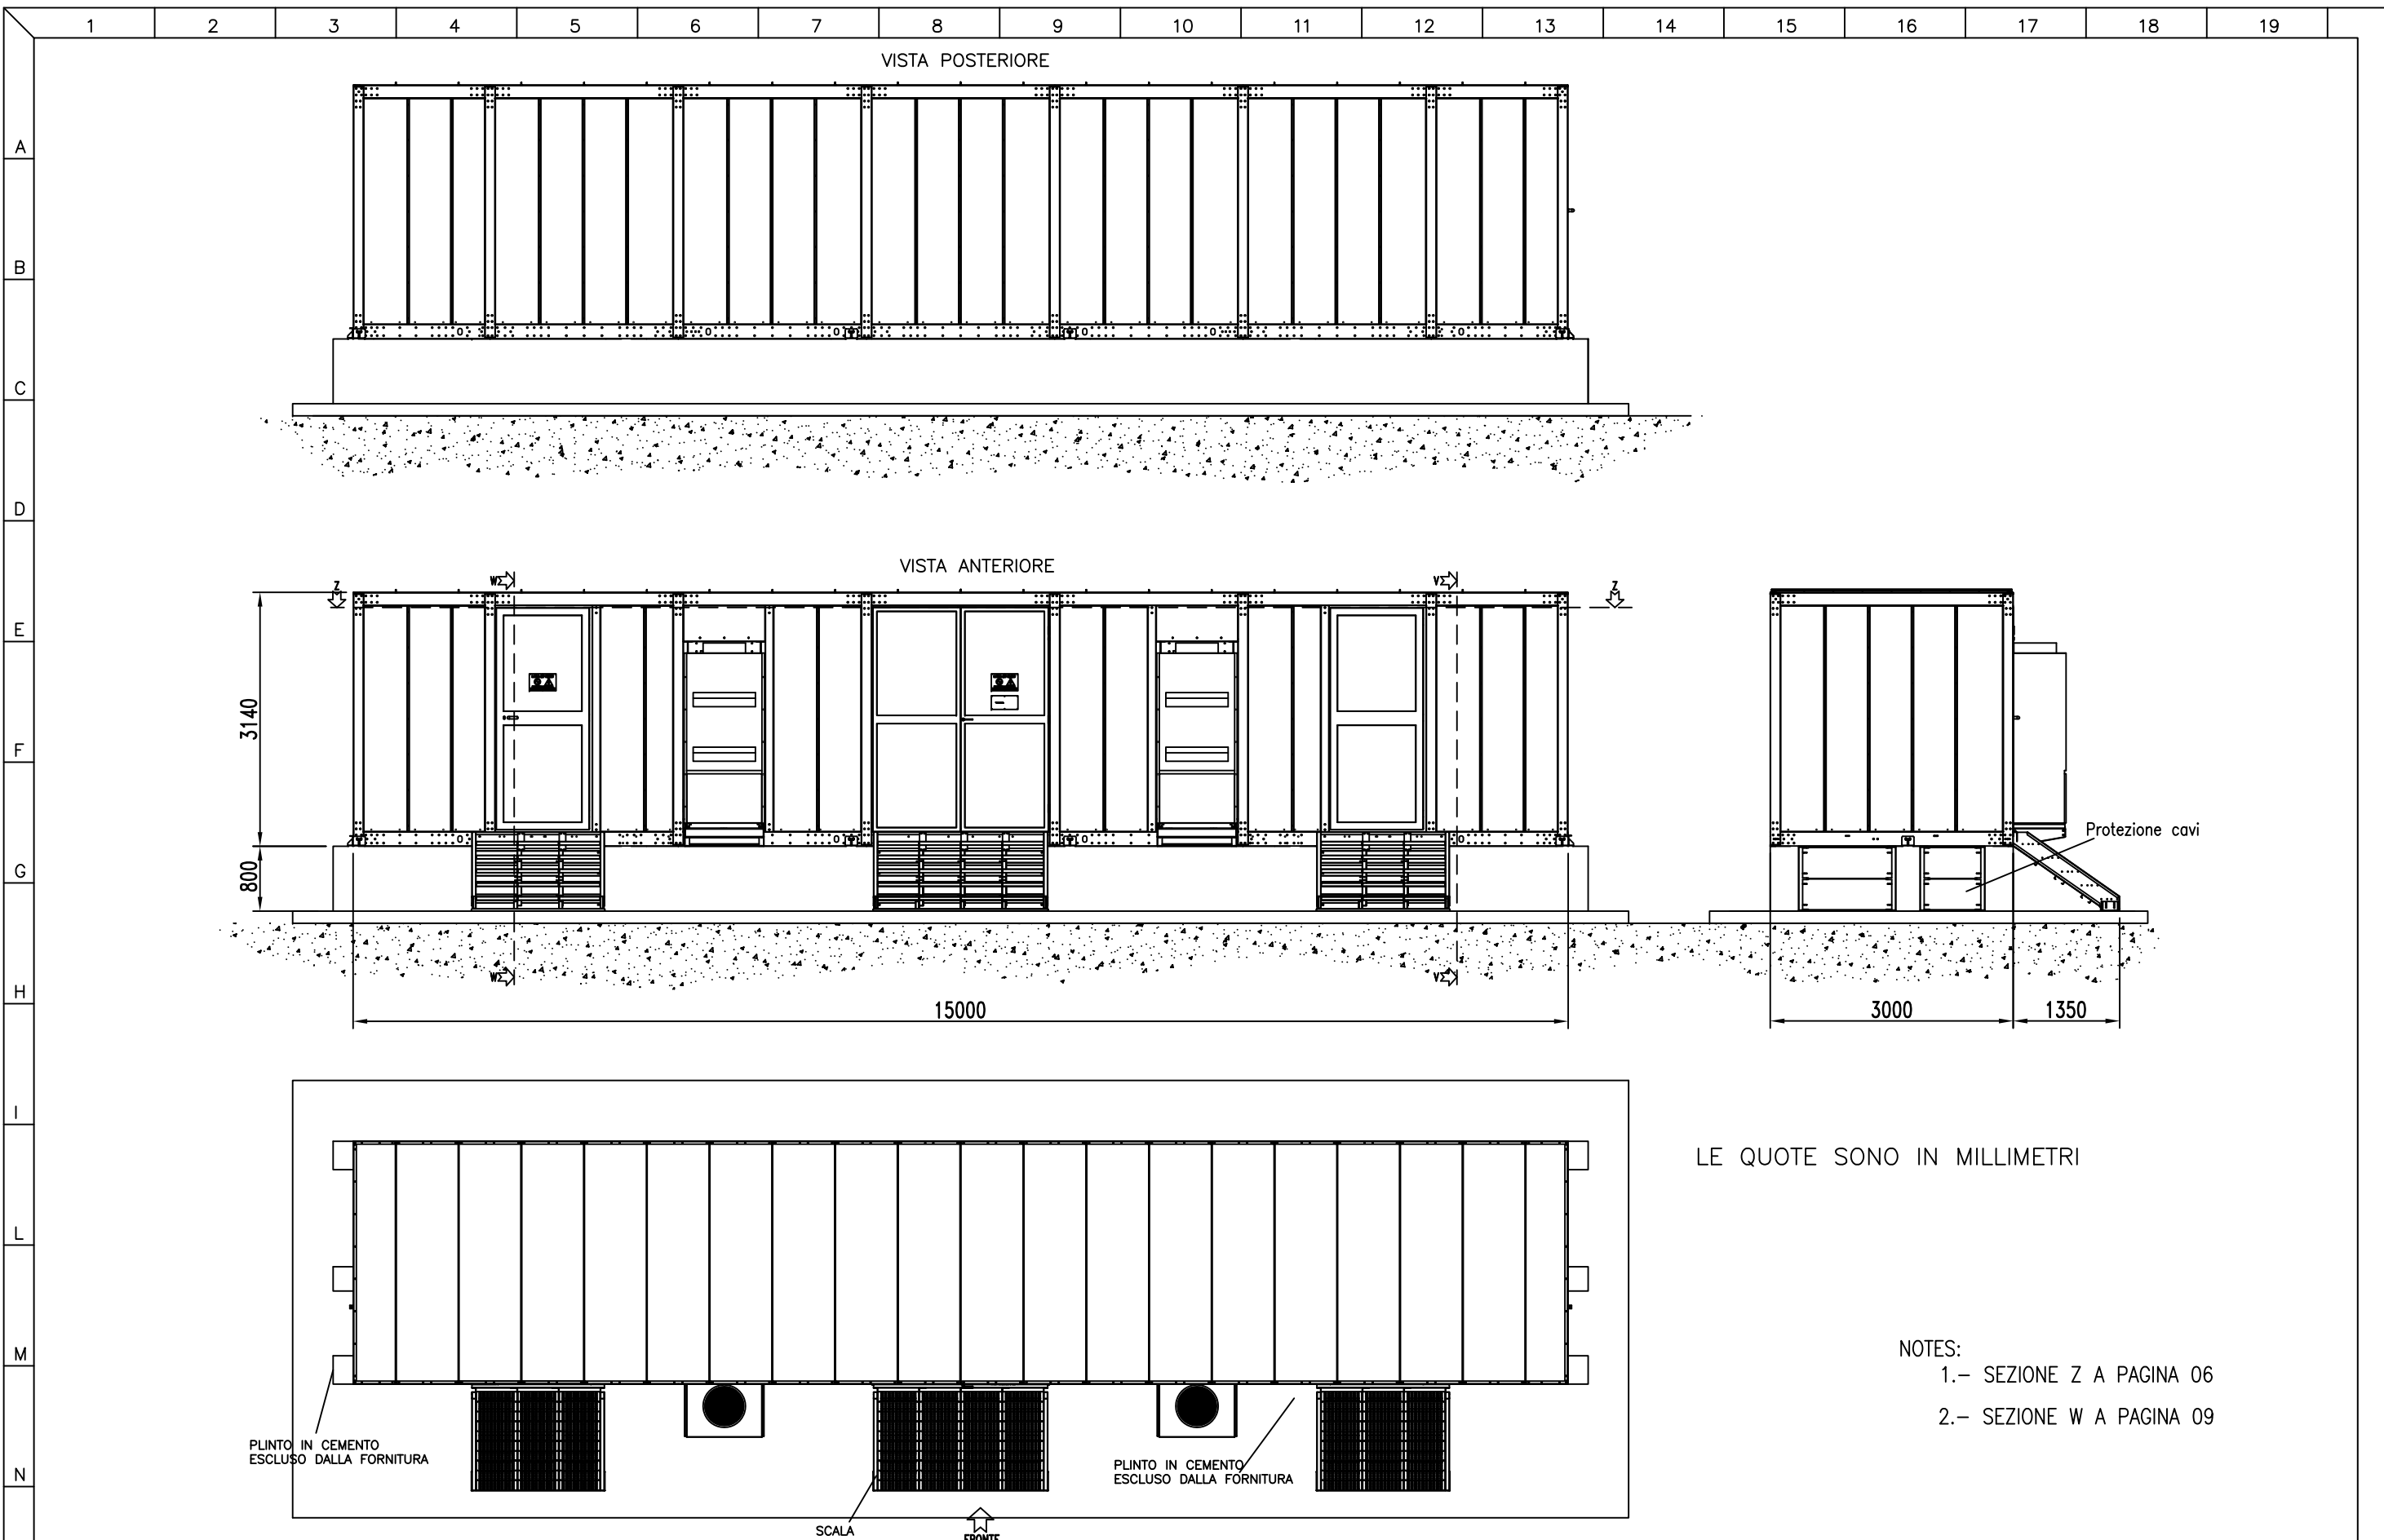 1 2 3 4 5 6 7 8 9 10 11 12 13 14 15 16 17 18 19
VISTA POSTERIORE
A
B
C
D
VISTA ANTERIORE
Z
W
V
Z
E
3140
F
Protezione cavi
G
800
W
V
H
15000
3000
1350
I
LE QUOTE SONO IN MILLIMETRI
L
NOTES:
M
1.- SEZIONE Z A PAGINA 06
2.- SEZIONE W A PAGINA 09
PLINTO IN CEMENTO
ESCLUSO DALLA FORNITURA
PLINTO IN CEMENTO
ESCLUSO DALLA FORNITURA
N
SCALA
FRONTE